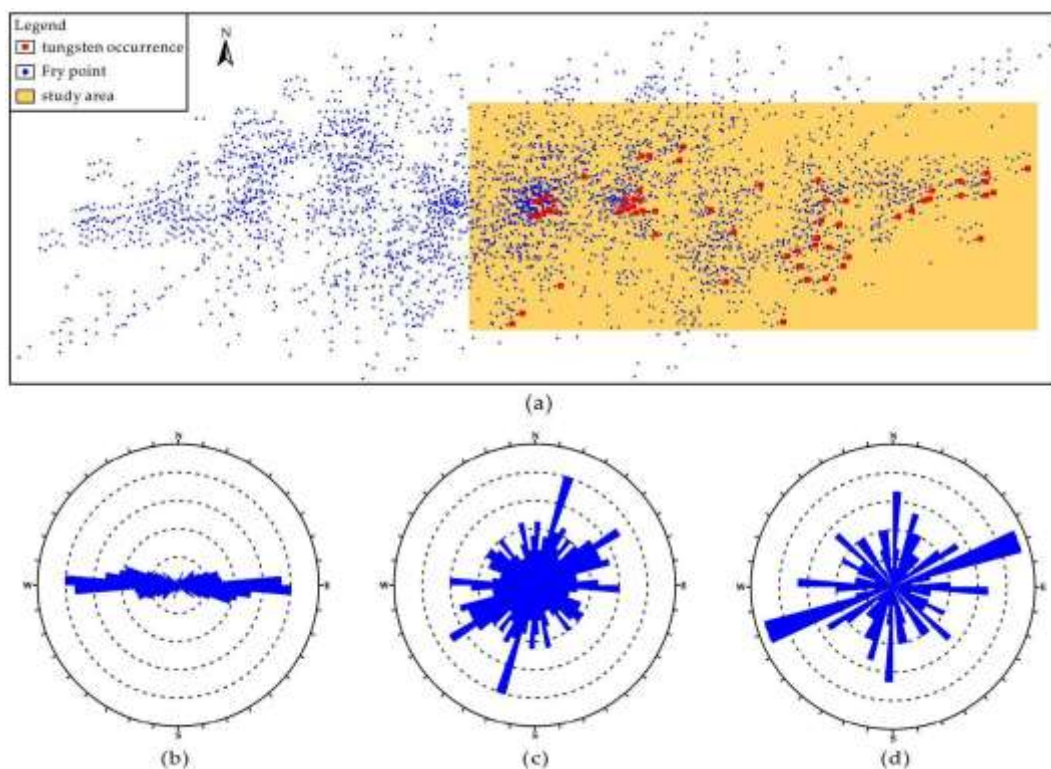 Legend
tungsten occurrence
Fry point
study area
N
(a)
N
W
E
S
(b)
N
W
E
S
(c)
N
W
E
S
(d)